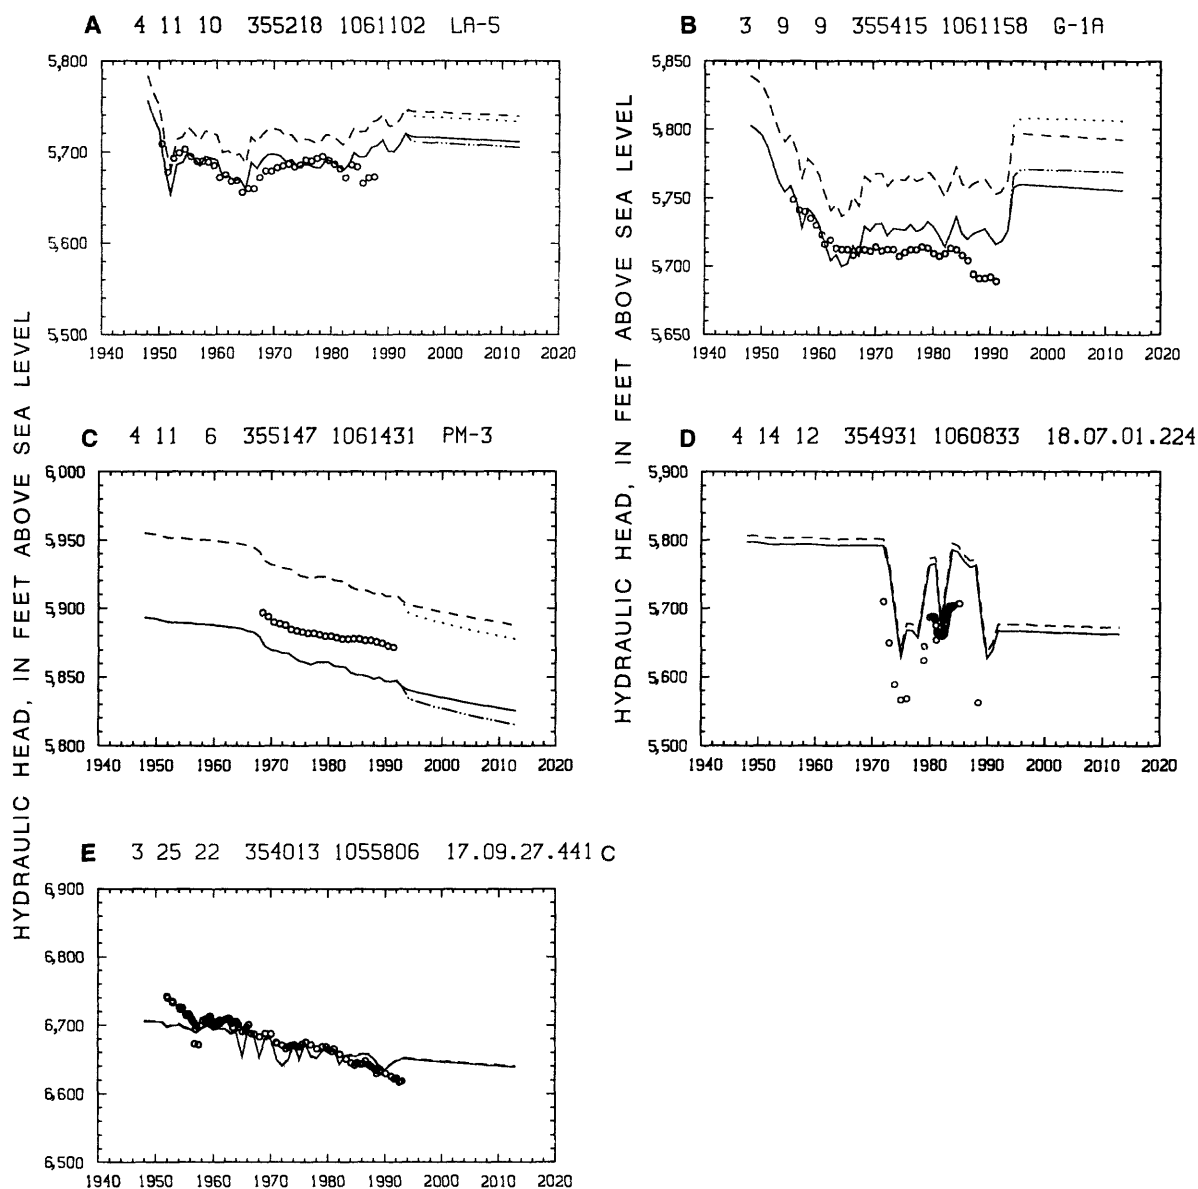 A 4 11 10 355218 1061102 LA-5
5,800
5,700
5,600
5,500
1940 1950 1960 1970 1980 1990 2000 2010 2020
B 3 9 9 355415 1061158 G-1A
5,850
5,800
5,750
5,700
5,650
1940 1950 1960 1970 1980 1990 2000 2010 2020
HYDRAULIC HEAD, IN FEET ABOVE SEA LEVEL
HYDRAULIC HEAD, IN FEET ABOVE SEA LEVEL
C 4 11 6 355147 1061431 PM-3
6,000
5,950
5,900
5,850
5,800
1940 1950 1960 1970 1980 1990 2000 2010 2020
D 4 14 12 354931 1060833 18.07.01.224
5,900
5,800
5,700
5,600
5,500
1940 1950 1960 1970 1980 1990 2000 2010 2020
E 3 25 22 354013 1055806 17.09.27.441 C
6,900
6,800
6,700
6,600
6,500
1940 1950 1960 1970 1980 1990 2000 2010 2020